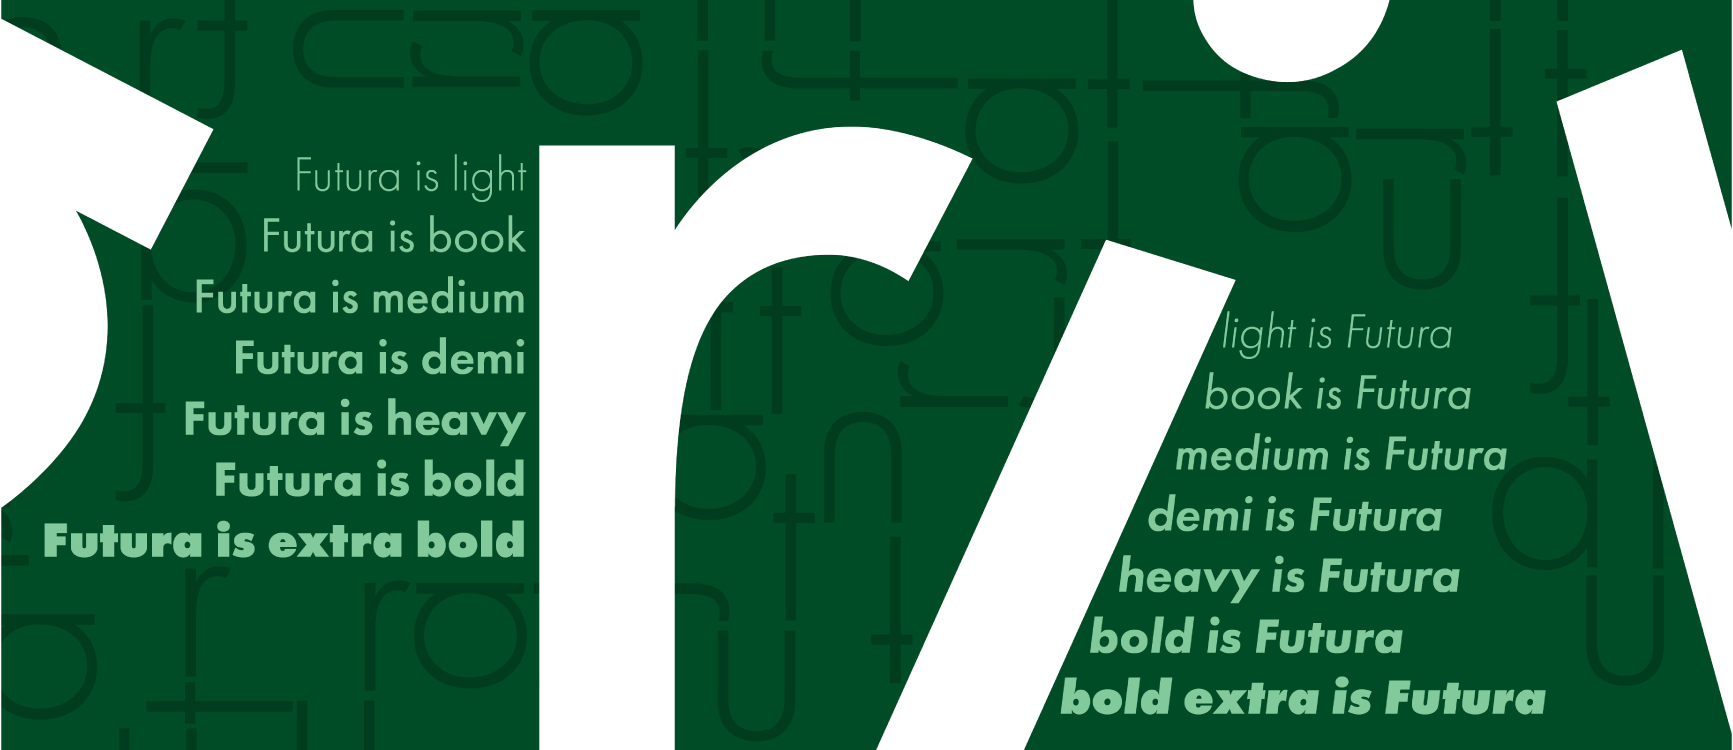 Futura is light
Futura is book
Futura is medium
Futura is demi
Futura is heavy
Futura is bold
Futura is extra bold
r
light is Futura
book is Futura
medium is Futura
demi is Futura
heavy is Futura
bold is Futura
bold extra is Futura